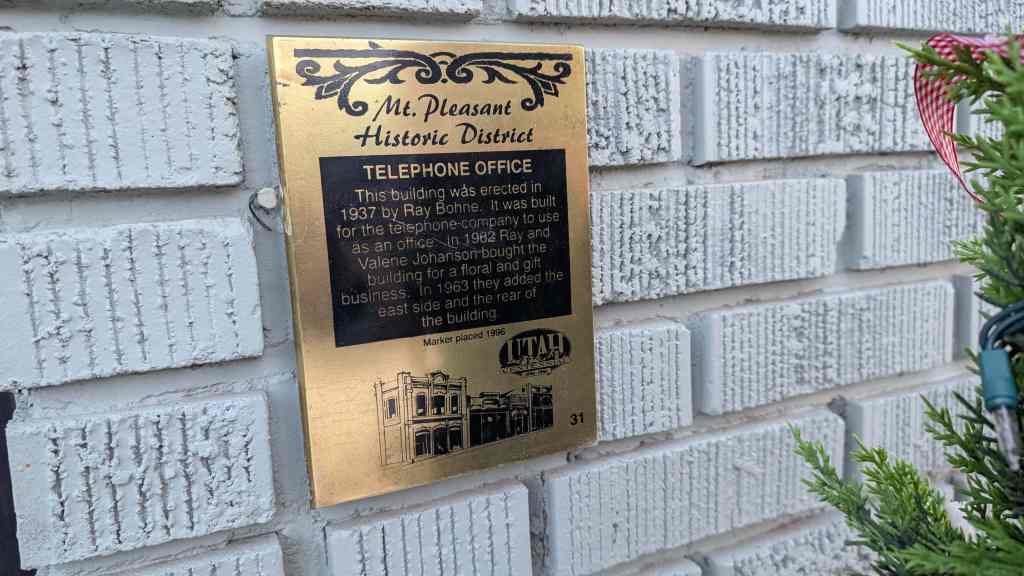 Mt. Pleasant
Historic District
TELEPHONE OFFICE
This building was erected in
1937 by Ray Bohne. It was built
for the telephone company to use
as an office. In 1962 Ray and
Valene Johanson bought the
building for a floral and gift
business. In 1963 they added the
east side and the rear of
the building.
Marker placed 1996
UTAH
31